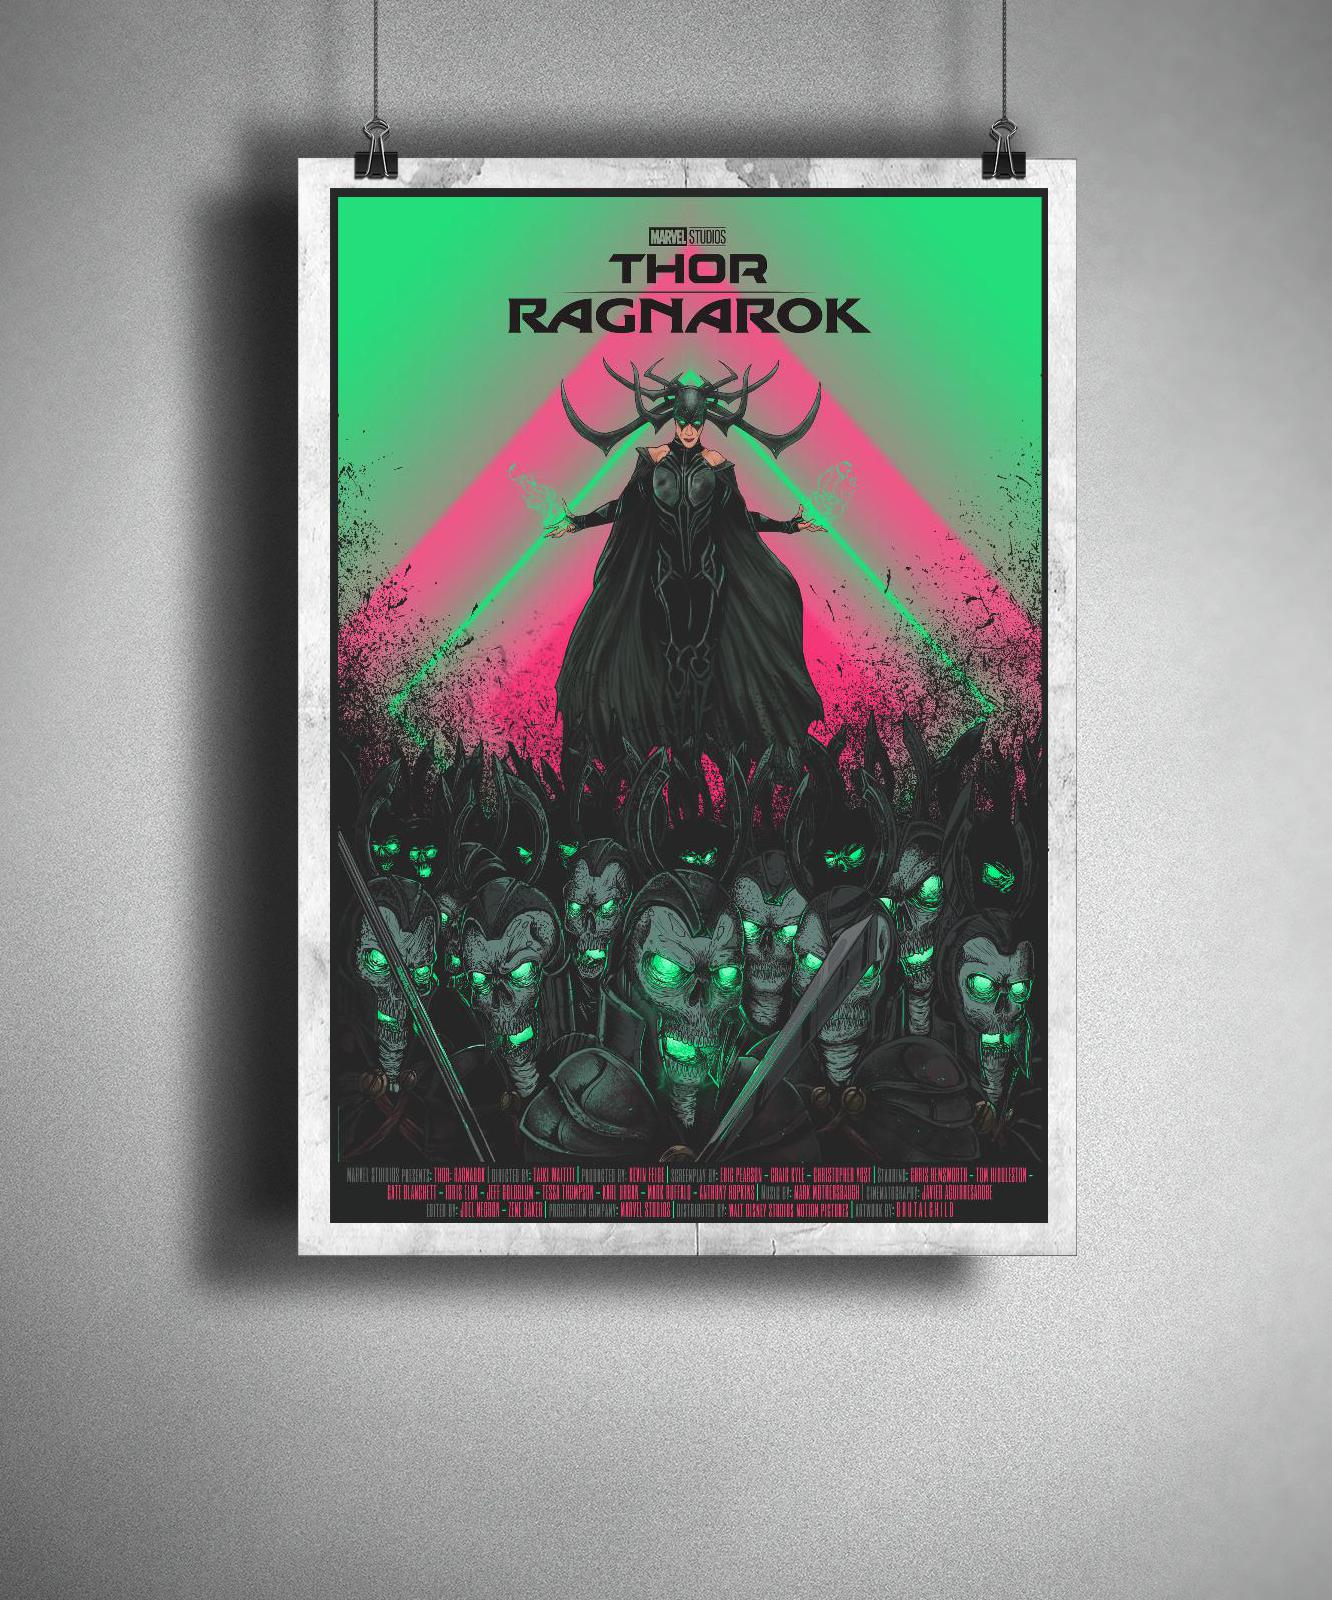 MARVEL STUDIOS
THOR
RAGNAROK
MARVEL STUDIOS PRESENTS: THOR: RAGNAROK | DIRECTED BY: WAITITI | BY: KEVIN FEIGE | SCREENPLAY BY: ERIC PEARSON - CRAIG KYLE - CHRISTOPHER YOST | STARRING: CHRIS HEMSWORTH - TOM HIDDLESTON -
CATE BLANCHETT - IDRIS ELBA - JEFF GOLDBLUM - TESSA THOMPSON - KARL URBAN - MARK RUFFALO - ANTHONY HOPKINS | MUSIC BY: MARK MOTHERSBAUGH | CINEMATOGRAPHY: JAVIER AGUIRRESAROBE
EDITED BY: JOEL NEGRON - ZENE BAKER | PRODUCTION COMPANY: MARVEL STUDIOS | DISTRIBUTED BY: WALT DISNEY STUDIOS MOTION PICTURES | ARTWORK BY: BRUTALCHILD